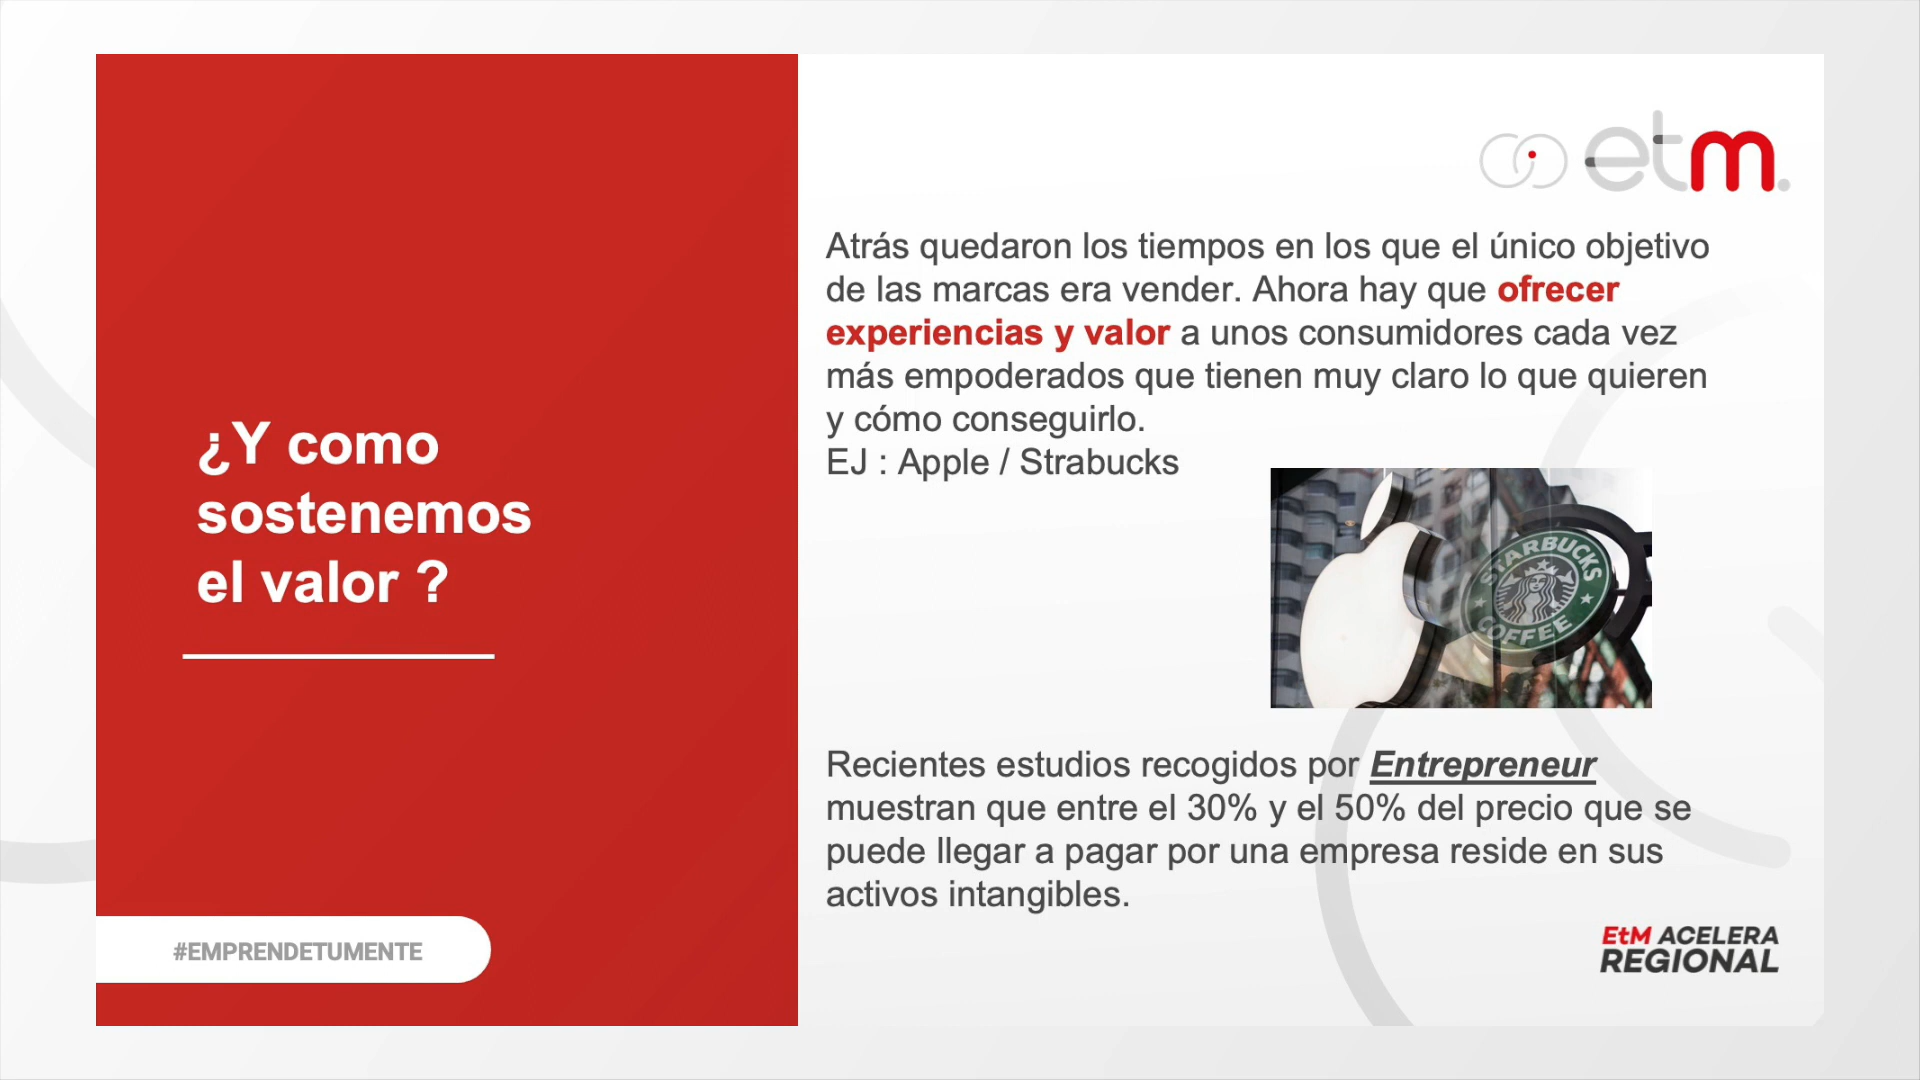 ¿Y como
sostenemos
el valor ?
#EMPRENDETUMENTE
etm.
Atrás quedaron los tiempos en los que el único objetivo
de las marcas era vender. Ahora hay que ofrecer
experiencias y valor a unos consumidores cada vez
más empoderados que tienen muy claro lo que quieren
y cómo conseguirlo.
EJ : Apple / Strabucks
STARBUCKS
COFFEE
Recientes estudios recogidos por Entrepreneur
muestran que entre el 30% y el 50% del precio que se
puede llegar a pagar por una empresa reside en sus
activos intangibles.
EtM ACELERA
REGIONAL